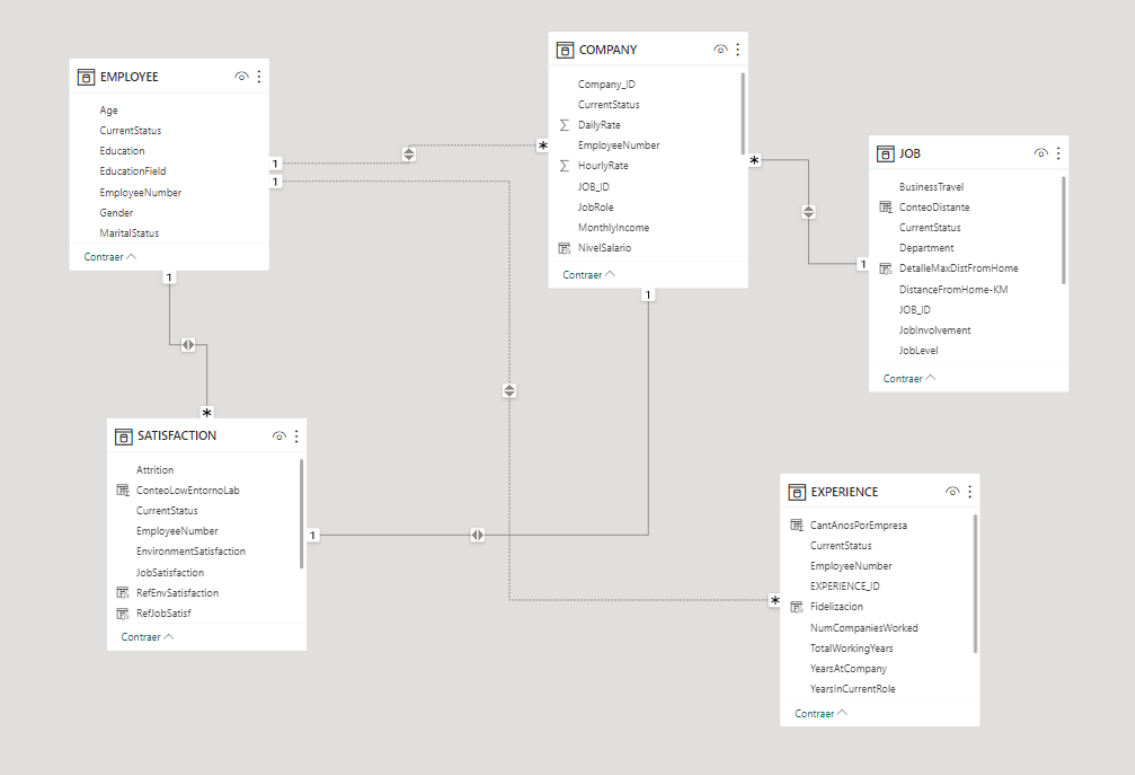 EMPLOYEE
Age
CurrentStatus
Education
EducationField
EmployeeNumber
Gender
MaritalStatus
Contraer
1
1
1
COMPANY
Company_ID
CurrentStatus
DailyRate
EmployeeNumber
HourlyRate
JOB_ID
JobRole
MonthlyIncome
NivelSalario
Contraer
*
*
1
JOB
BusinessTravel
ConteoDistante
CurrentStatus
Department
DetalleMaxDistFromHome
DistanceFromHome-KM
JOB_ID
JobInvolvement
JobLevel
Contraer
1
SATISFACTION
Attrition
ConteoLowEntornoLab
CurrentStatus
EmployeeNumber
EnvironmentSatisfaction
JobSatisfaction
RefEnvSatisfaction
RefJobSatisf
Contraer
*
1
EXPERIENCE
CantAnosPorEmpresa
CurrentStatus
EmployeeNumber
EXPERIENCE_ID
Fidelizacion
NumCompaniesWorked
TotalWorkingYears
YearsAtCompany
YearsInCurrentRole
Contraer
*